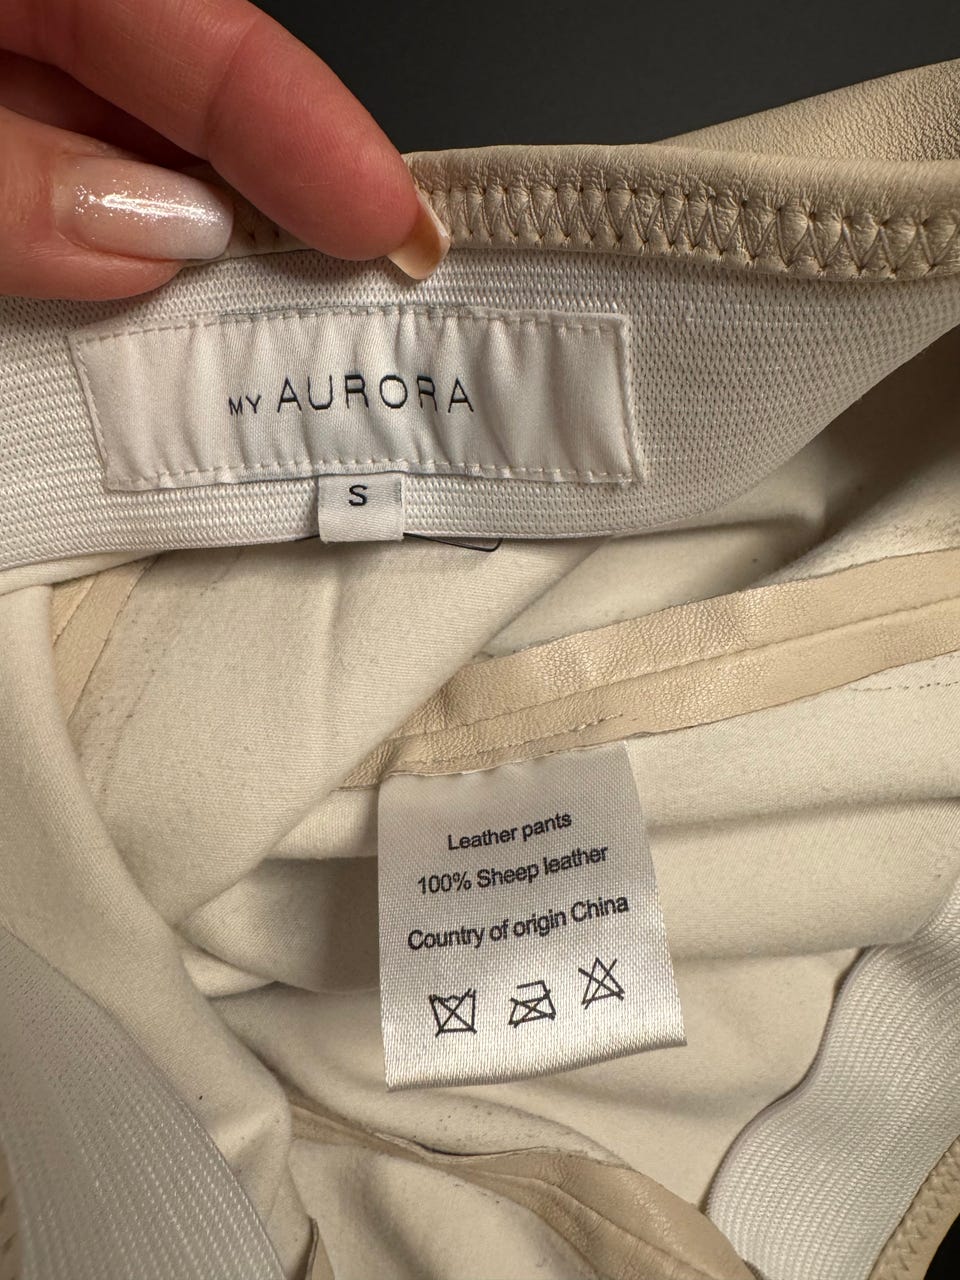 MY AURORA
S
Leather pants
100% Sheep leather
Country of origin China